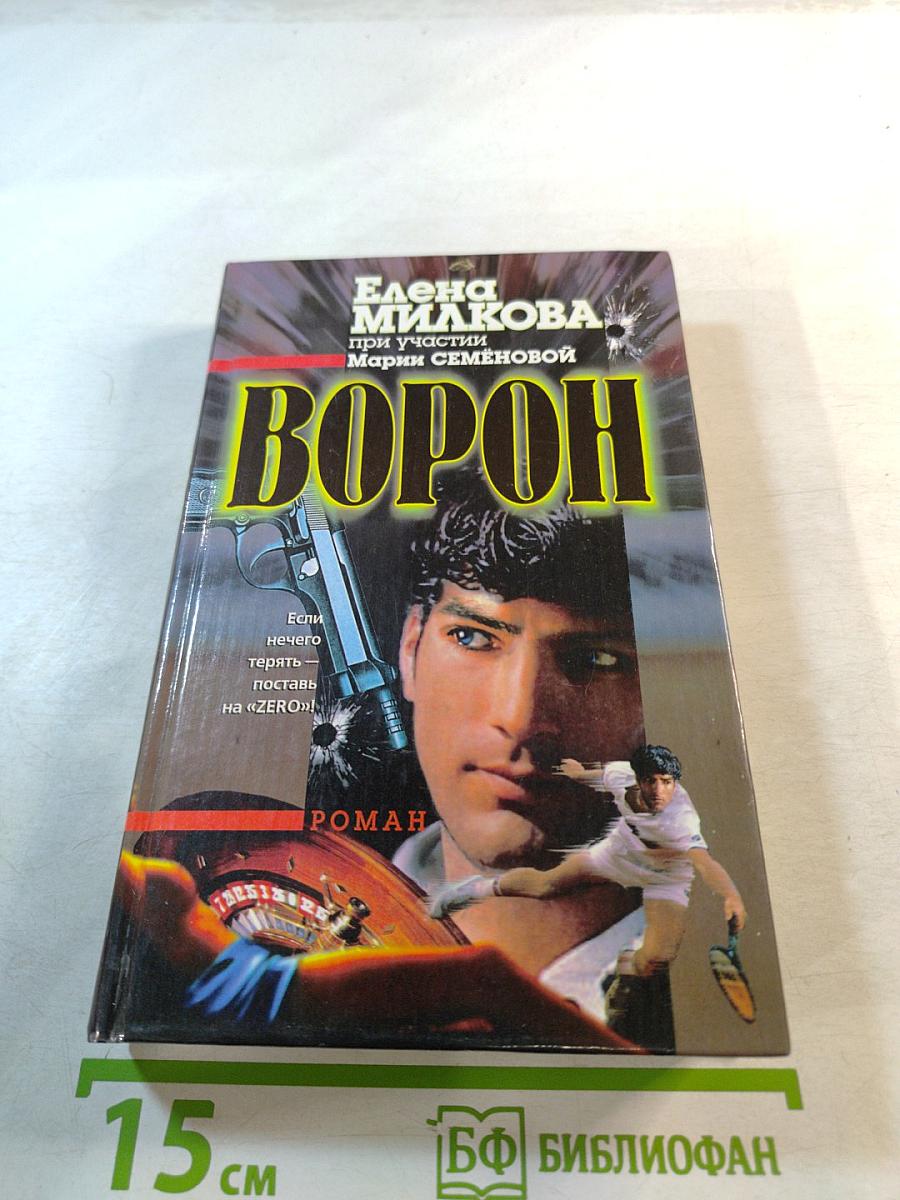 Елена
МИЛКОВА
при участии
Марии СЕМЁНОВОЙ
ВОРОН
Если
нечего
терять —
поставь
на «ZERO»!
РОМАН
15 см
БФ БИБЛИОФАН